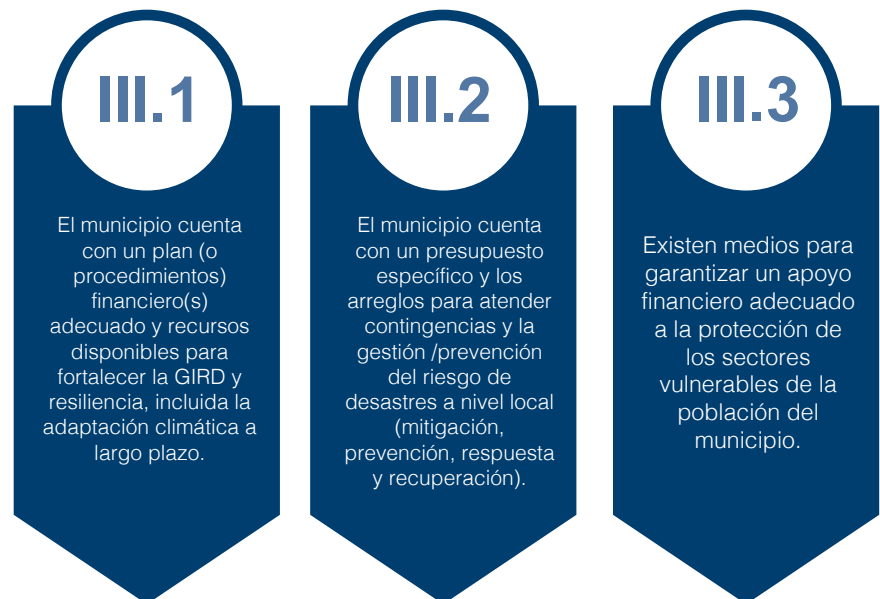 III.1
El municipio cuenta
con un plan (o
procedimientos)
financiero(s)
adecuado y recursos
disponibles para
fortalecer la GIRD y
resiliencia, incluida la
adaptación climática a
largo plazo.
III.2
El municipio cuenta
con un presupuesto
específico y los
arreglos para atender
contingencias y la
gestión /prevención
del riesgo de
desastres a nivel local
(mitigación,
prevención, respuesta
y recuperación).
III.3
Existen medios para
garantizar un apoyo
financiero adecuado
a la protección de
los sectores
vulnerables de la
población del
municipio.